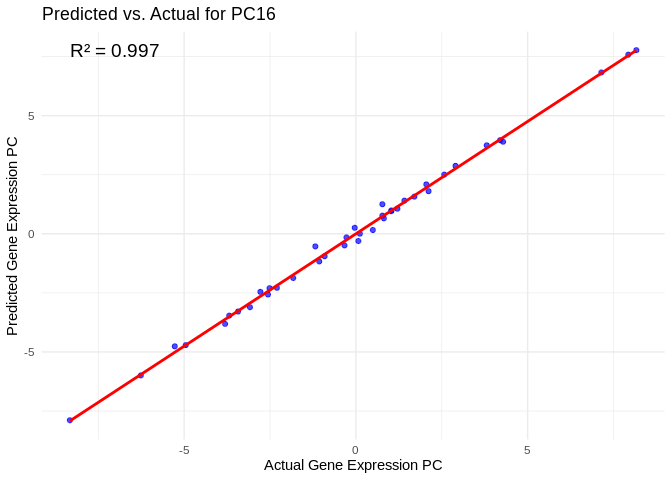 Predicted vs. Actual for PC16
R² = 0.997
Predicted Gene Expression PC
5
0
-5
-5
0
5
Actual Gene Expression PC